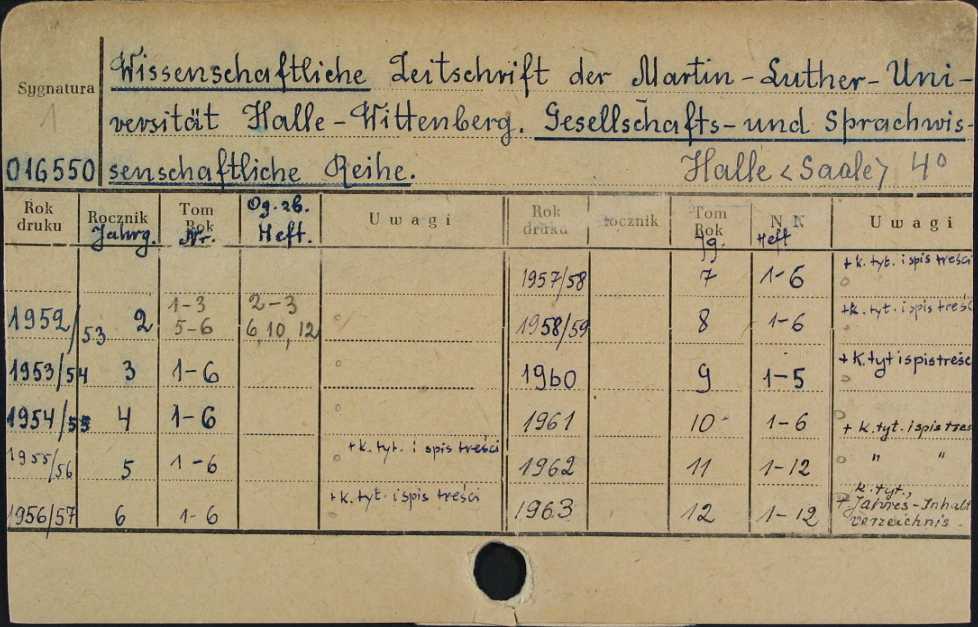 Wissenschaftliche Zeitschrift der Martin-Luther-Uni-
Sygnatura
1
versität Halle-Wittenberg. Gesellschafts- und Sprachwis-
016550 senschaftliche Reihe. Halle <Saale> 4°
Rok druku Rocznik Jahrg. Tom Rok Nr. Og. zb. Heft. Uwagi Rok druku Rocznik Tom Rok Jg. N N Heft Uwagi
1957/58 7 1-6 + k. tyt. i spis treści
1952/53 2 1-3 5-6 2-3 6, 10, 12 1958/59 8 1-6 + k. tyt. i spis treści
1953/54 3 1-6 1960 9 1-5 + k. tyt i spis treści
1954/55 4 1-6 1961 10 1-6 + k. tyt. i spis tres
1955/56 5 1-6 + k. tyt. i spis treści 1962 11 1-12 " "
1956/57 6 1-6 + k. tyt. i spis treści 1963 12 1-12 k. tyt., + Jahres-Inhalt verzeichnis.